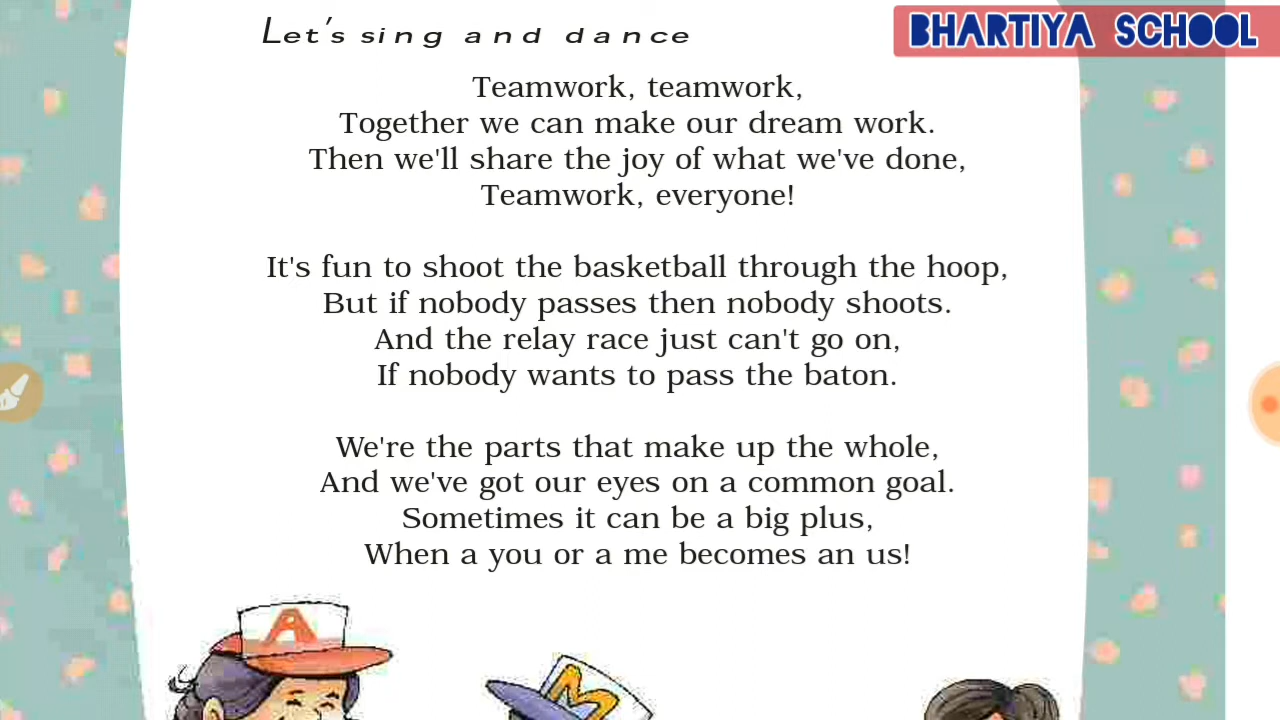 Let's sing and dance
BHARTIYA SCHOOL
Teamwork, teamwork,
Together we can make our dream work.
Then we'll share the joy of what we've done,
Teamwork, everyone!
It's fun to shoot the basketball through the hoop,
But if nobody passes then nobody shoots.
And the relay race just can't go on,
If nobody wants to pass the baton.
We're the parts that make up the whole,
And we've got our eyes on a common goal.
Sometimes it can be a big plus,
When a you or a me becomes an us!
A
M